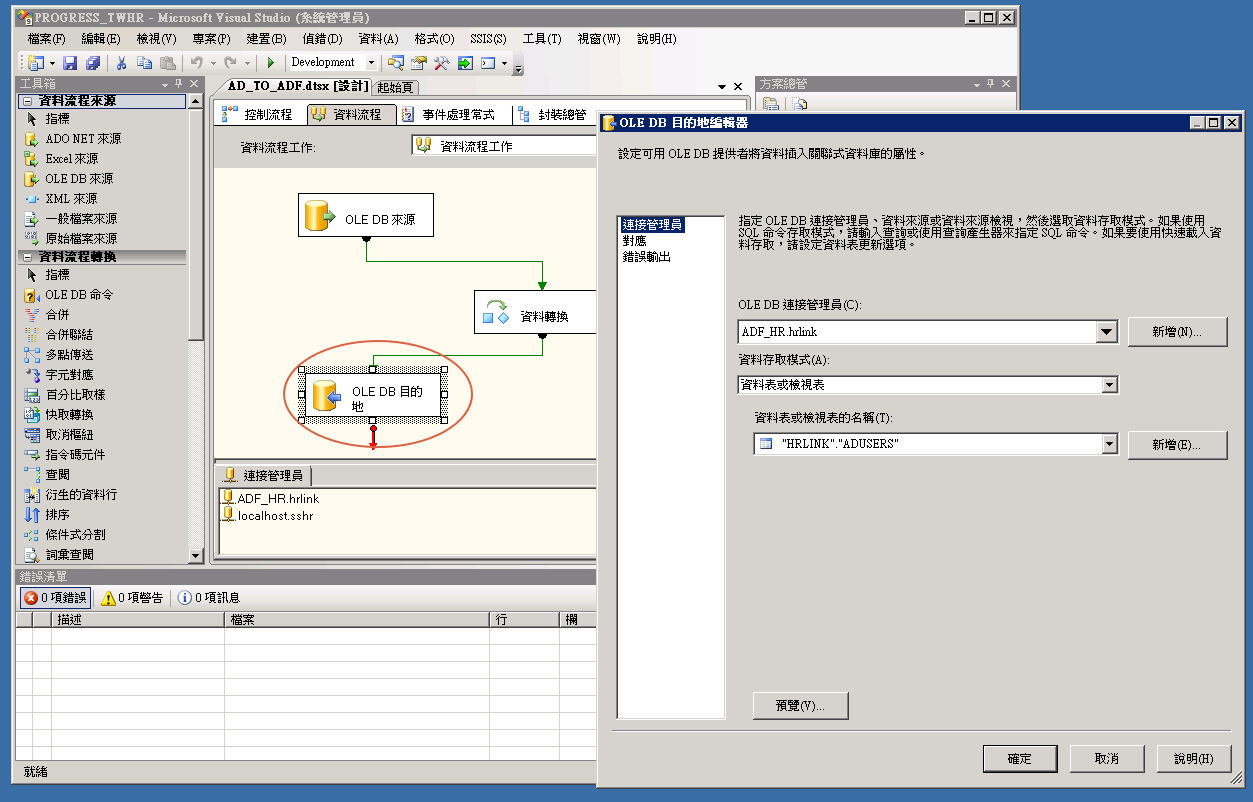 PROGRESS_TWHR - Microsoft Visual Studio (系統管理員)
檔案(F) 編輯(E) 檢視(V) 專案(P) 建置(B) 偵錯(D) 資料(A) 格式(O) SSIS(S) 工具(T) 視窗(W) 說明(H)
Development
工具箱
資料流程來源
指標
ADO NET 來源
Excel 來源
OLE DB 來源
XML 來源
一般檔案來源
原始檔案來源
資料流程轉換
指標
OLE DB 命令
合併
合併聯結
多點傳送
字元對應
百分比取樣
快取轉換
取消樞紐
指令碼元件
查閱
衍生的資料行
排序
條件式分割
詞彙查閱
AD_TO_ADF.dtsx [設計] 起始頁
控制流程 資料流程 事件處理常式 封裝總管
資料流程工作: 資料流程工作
OLE DB 來源
資料轉換
OLE DB 目的
地
連接管理員
ADF_HR.hrlink
localhost.sshr
方案總管
錯誤清單
0 項錯誤 0 項警告 0 項訊息
描述 檔案 行 欄
就緒
OLE DB 目的地編輯器
設定可用 OLE DB 提供者將資料插入關聯式資料庫的屬性。
連接管理員
對應
錯誤輸出
指定 OLE DB 連接管理員、資料來源或資料來源檢視，然後選取資料存取模式。如果使用
SQL 命令存取模式，請輸入查詢或使用查詢產生器來指定 SQL 命令。如果要使用快速載入資
料存取，請設定資料表更新選項。
OLE DB 連接管理員(C):
ADF_HR.hrlink 新增(N)...
資料存取模式(A):
資料表或檢視表
資料表或檢視表的名稱(T):
"HRLINK"."ADUSERS" 新增(E)...
預覽(V)...
確定 取消 說明(H)